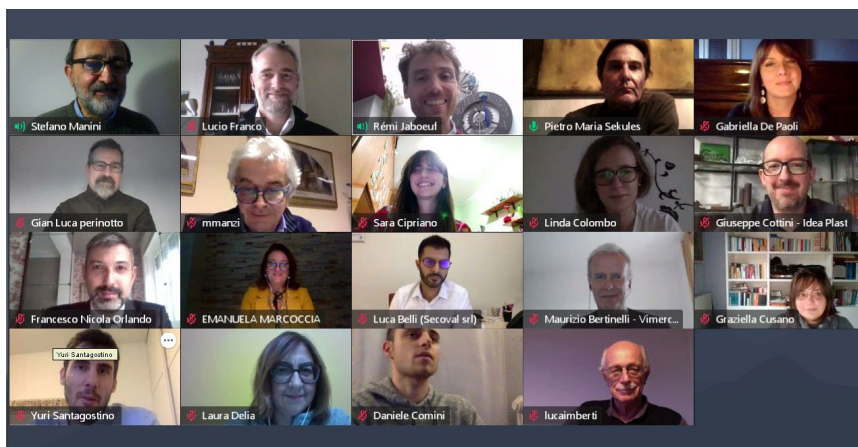 Stefano Manini
Lucio Franco
Rémi Jaboeuf
Pietro Maria Sekules
Gabriella De Paoli
Gian Luca perinotto
mmanzi
Sara Cipriano
Linda Colombo
Giuseppe Cottini - Idea Plast
Francesco Nicola Orlando
EMANUELA MARCOCCIA
Luca Belli (Secoval srl)
Maurizio Bertinelli - Vimerc...
Graziella Cusano
Yuri Santagostino
Yuri Santagostino
Laura Delia
Daniele Comini
lucaimberti